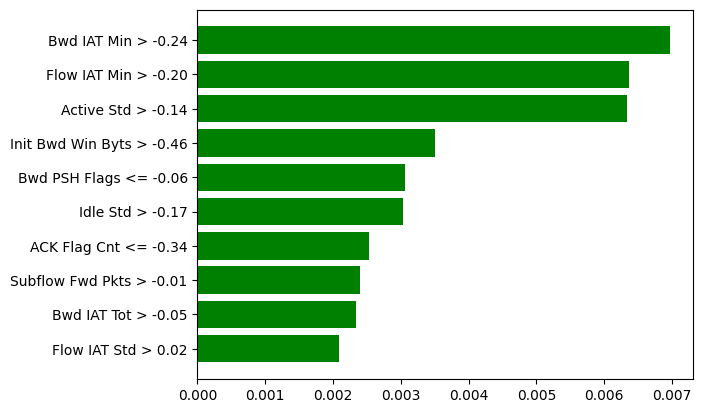 Bwd IAT Min > -0.24
Flow IAT Min > -0.20
Active Std > -0.14
Init Bwd Win Byts > -0.46
Bwd PSH Flags <= -0.06
Idle Std > -0.17
ACK Flag Cnt <= -0.34
Subflow Fwd Pkts > -0.01
Bwd IAT Tot > -0.05
Flow IAT Std > 0.02
0.000 0.001 0.002 0.003 0.004 0.005 0.006 0.007